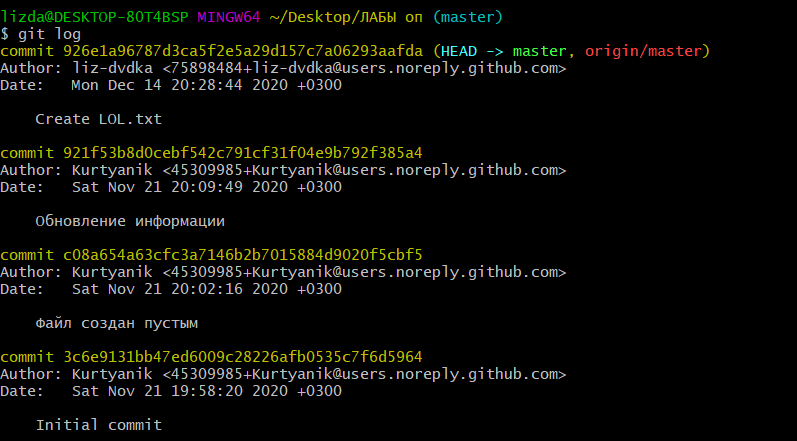 lizda@DESKTOP-8OT4BSP MINGW64 ~/Desktop/ЛАБЫ оп (master)
$ git log
commit 926e1a96787d3ca5f2e5a29d157c7a06293aafda (HEAD -> master, origin/master)
Author: liz-dvdka <75898484+liz-dvdka@users.noreply.github.com>
Date:   Mon Dec 14 20:28:44 2020 +0300
Create LOL.txt
commit 921f53b8d0cebf542c791cf31f04e9b792f385a4
Author: Kurtyanik <45309985+Kurtyanik@users.noreply.github.com>
Date:   Sat Nov 21 20:09:49 2020 +0300
Обновление информации
commit c08a654a63cfc3a7146b2b7015884d9020f5cbf5
Author: Kurtyanik <45309985+Kurtyanik@users.noreply.github.com>
Date:   Sat Nov 21 20:02:16 2020 +0300
Файл создан пустым
commit 3c6e9131bb47ed6009c28226afb0535c7f6d5964
Author: Kurtyanik <45309985+Kurtyanik@users.noreply.github.com>
Date:   Sat Nov 21 19:58:20 2020 +0300
Initial commit